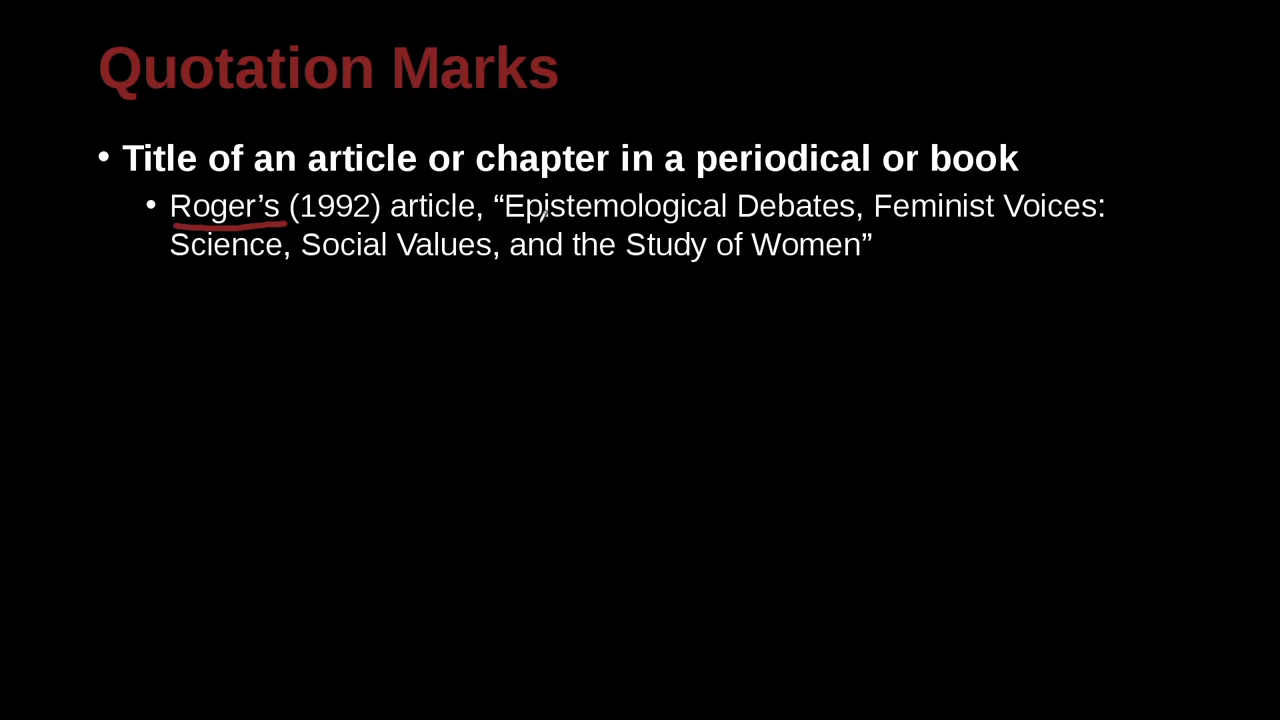 Quotation Marks
• Title of an article or chapter in a periodical or book
• Roger’s (1992) article, “Epistemological Debates, Feminist Voices:
Science, Social Values, and the Study of Women”